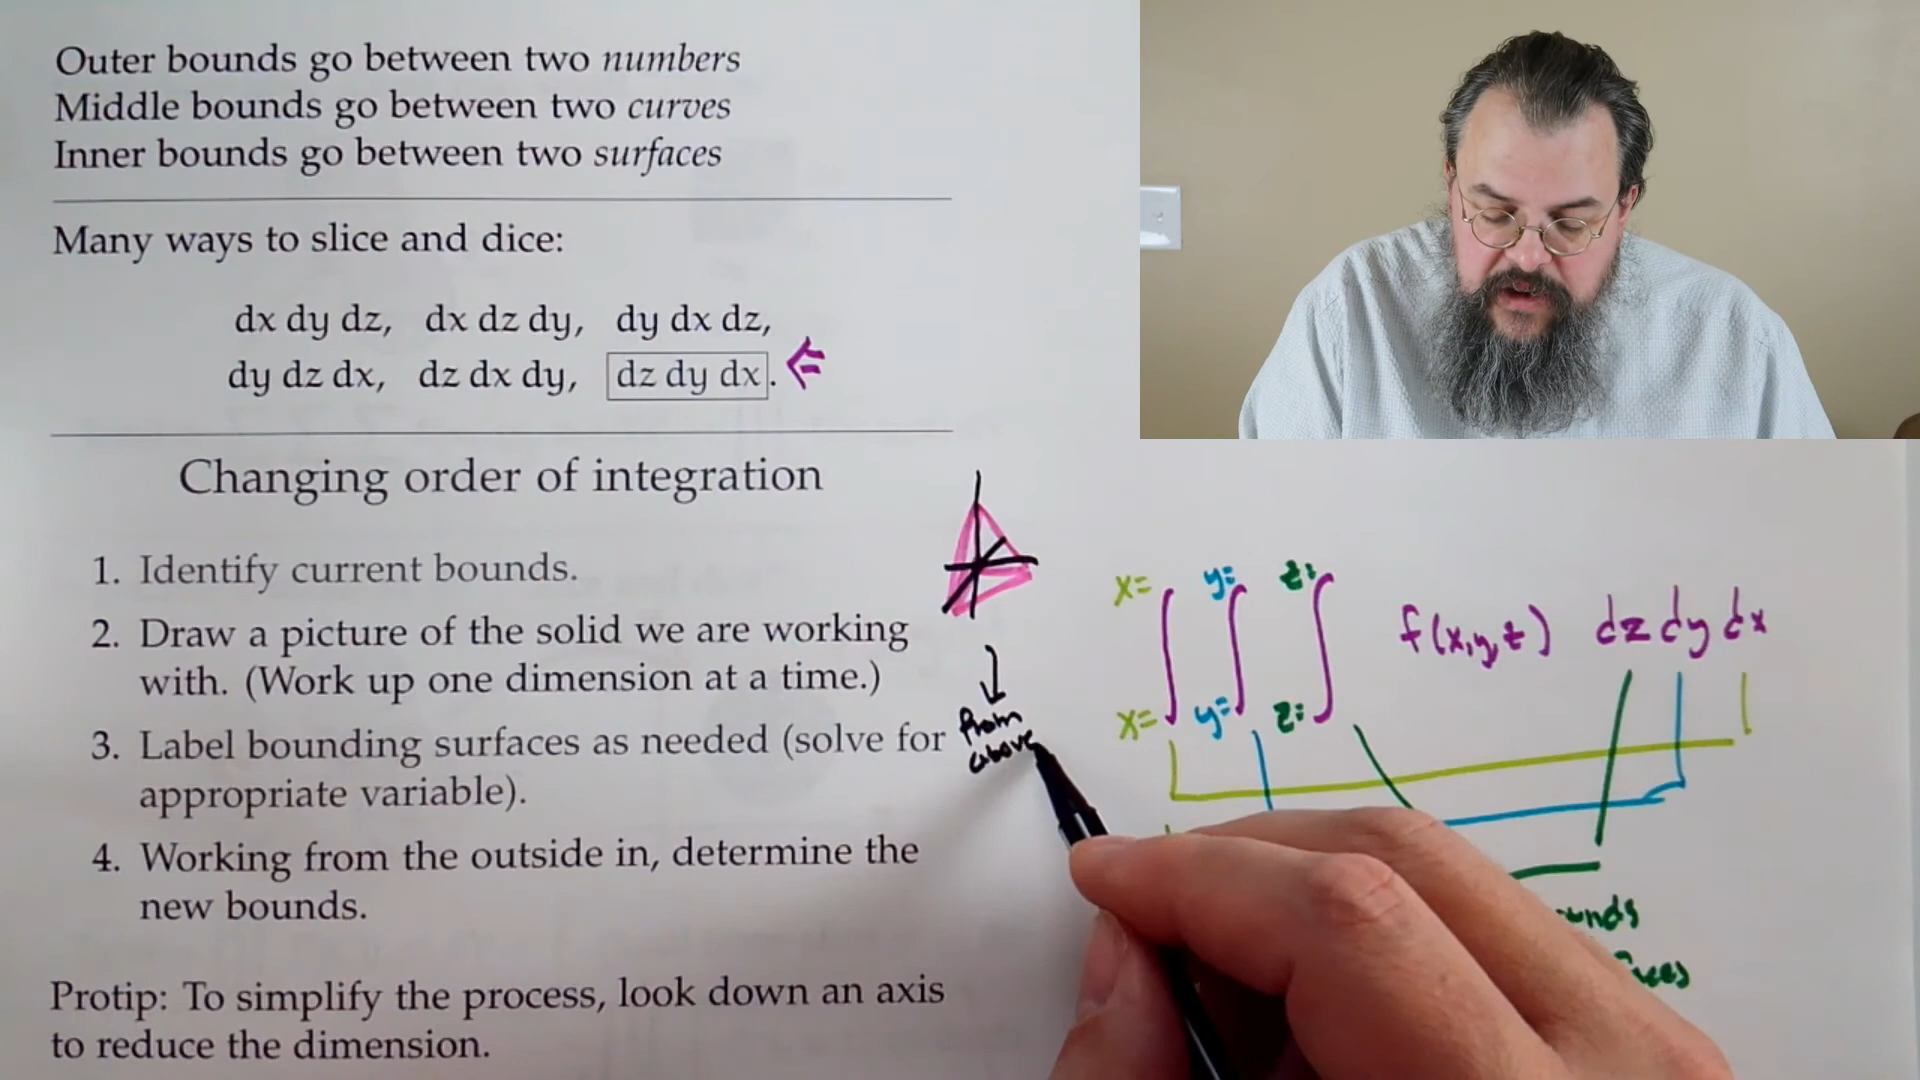 Outer bounds go between two numbers
Middle bounds go between two curves
Inner bounds go between two surfaces
Many ways to slice and dice:
dx dy dz, dx dz dy, dy dx dz,
dy dz dx, dz dx dy, dz dy dx.
Changing order of integration
1. Identify current bounds.
2. Draw a picture of the solid we are working
with. (Work up one dimension at a time.)
3. Label bounding surfaces as needed (solve for
appropriate variable).
4. Working from the outside in, determine the
new bounds.
Protip: To simplify the process, look down an axis
to reduce the dimension.
from
above
x= y= z=
∫ ∫ ∫ f(x,y,z) dz dy dx
x= y= z=